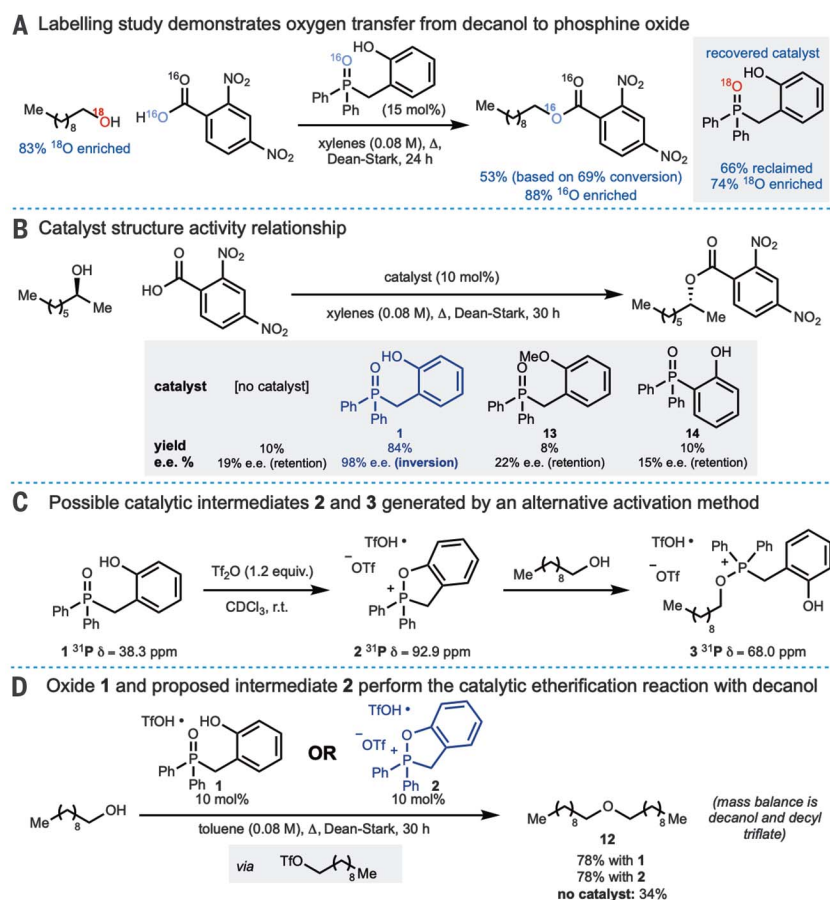 A Labelling study demonstrates oxygen transfer from decanol to phosphine oxide
Me
8
18
OH
83% 18O enriched
16O
H16O
NO2
NO2
16O
HO
P
Ph
Ph
(15 mol%)
xylenes (0.08 M), Δ,
Dean-Stark, 24 h
Me
8
16
O
16O
NO2
NO2
53% (based on 69% conversion)
88% 16O enriched
recovered catalyst
18O
HO
P
Ph
Ph
66% reclaimed
74% 18O enriched
B Catalyst structure activity relationship
OH
Me
5
Me
O
HO
NO2
NO2
catalyst (10 mol%)
xylenes (0.08 M), Δ, Dean-Stark, 30 h
O
O
NO2
NO2
Me
5
Me
catalyst
[no catalyst]
HO
O
P
Ph
Ph
1
MeO
O
P
Ph
Ph
13
O
OH
P
Ph
Ph
14
yield 10% 84% 8% 10%
e.e. % 19% e.e. (retention) 98% e.e. (inversion) 22% e.e. (retention) 15% e.e. (retention)
C Possible catalytic intermediates 2 and 3 generated by an alternative activation method
HO
O
P
Ph
Ph
1 31P δ = 38.3 ppm
Tf2O (1.2 equiv.)
CDCl3, r.t.
TfOH •
− OTf
O
+
P
Ph
Ph
2 31P δ = 92.9 ppm
Me
8
OH
TfOH •
− OTf
Ph
Ph
+
P
O
OH
Me
8
3 31P δ = 68.0 ppm
D Oxide 1 and proposed intermediate 2 perform the catalytic etherification reaction with decanol
TfOH •
HO
O
P
Ph
Ph
1
10 mol%
OR
TfOH •
− OTf
O
+
P
Ph
Ph
2
10 mol%
Me
8
OH
toluene (0.08 M), Δ, Dean-Stark, 30 h
via
TfO
8
Me
Me
8
O
8
Me
12
78% with 1
78% with 2
no catalyst: 34%
(mass balance is
decanol and decyl
triflate)